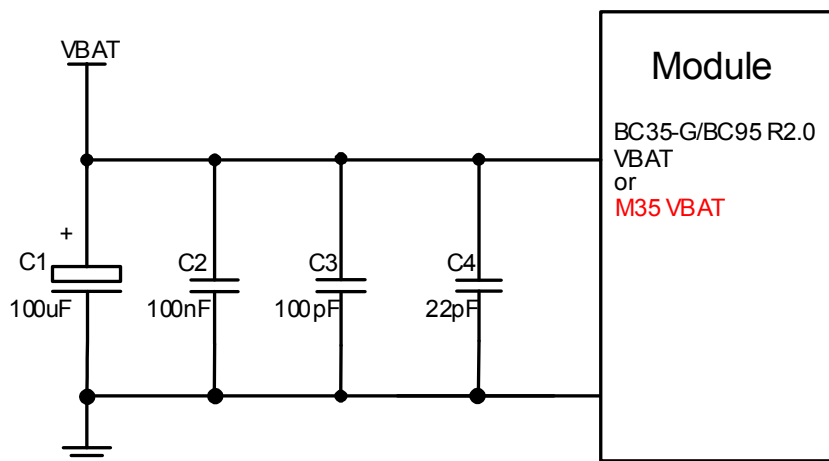 VBAT
Module
BC35-G/BC95 R2.0
VBAT
or
M35 VBAT
+
C1
C2
C3
C4
100uF
100nF
100pF
22pF